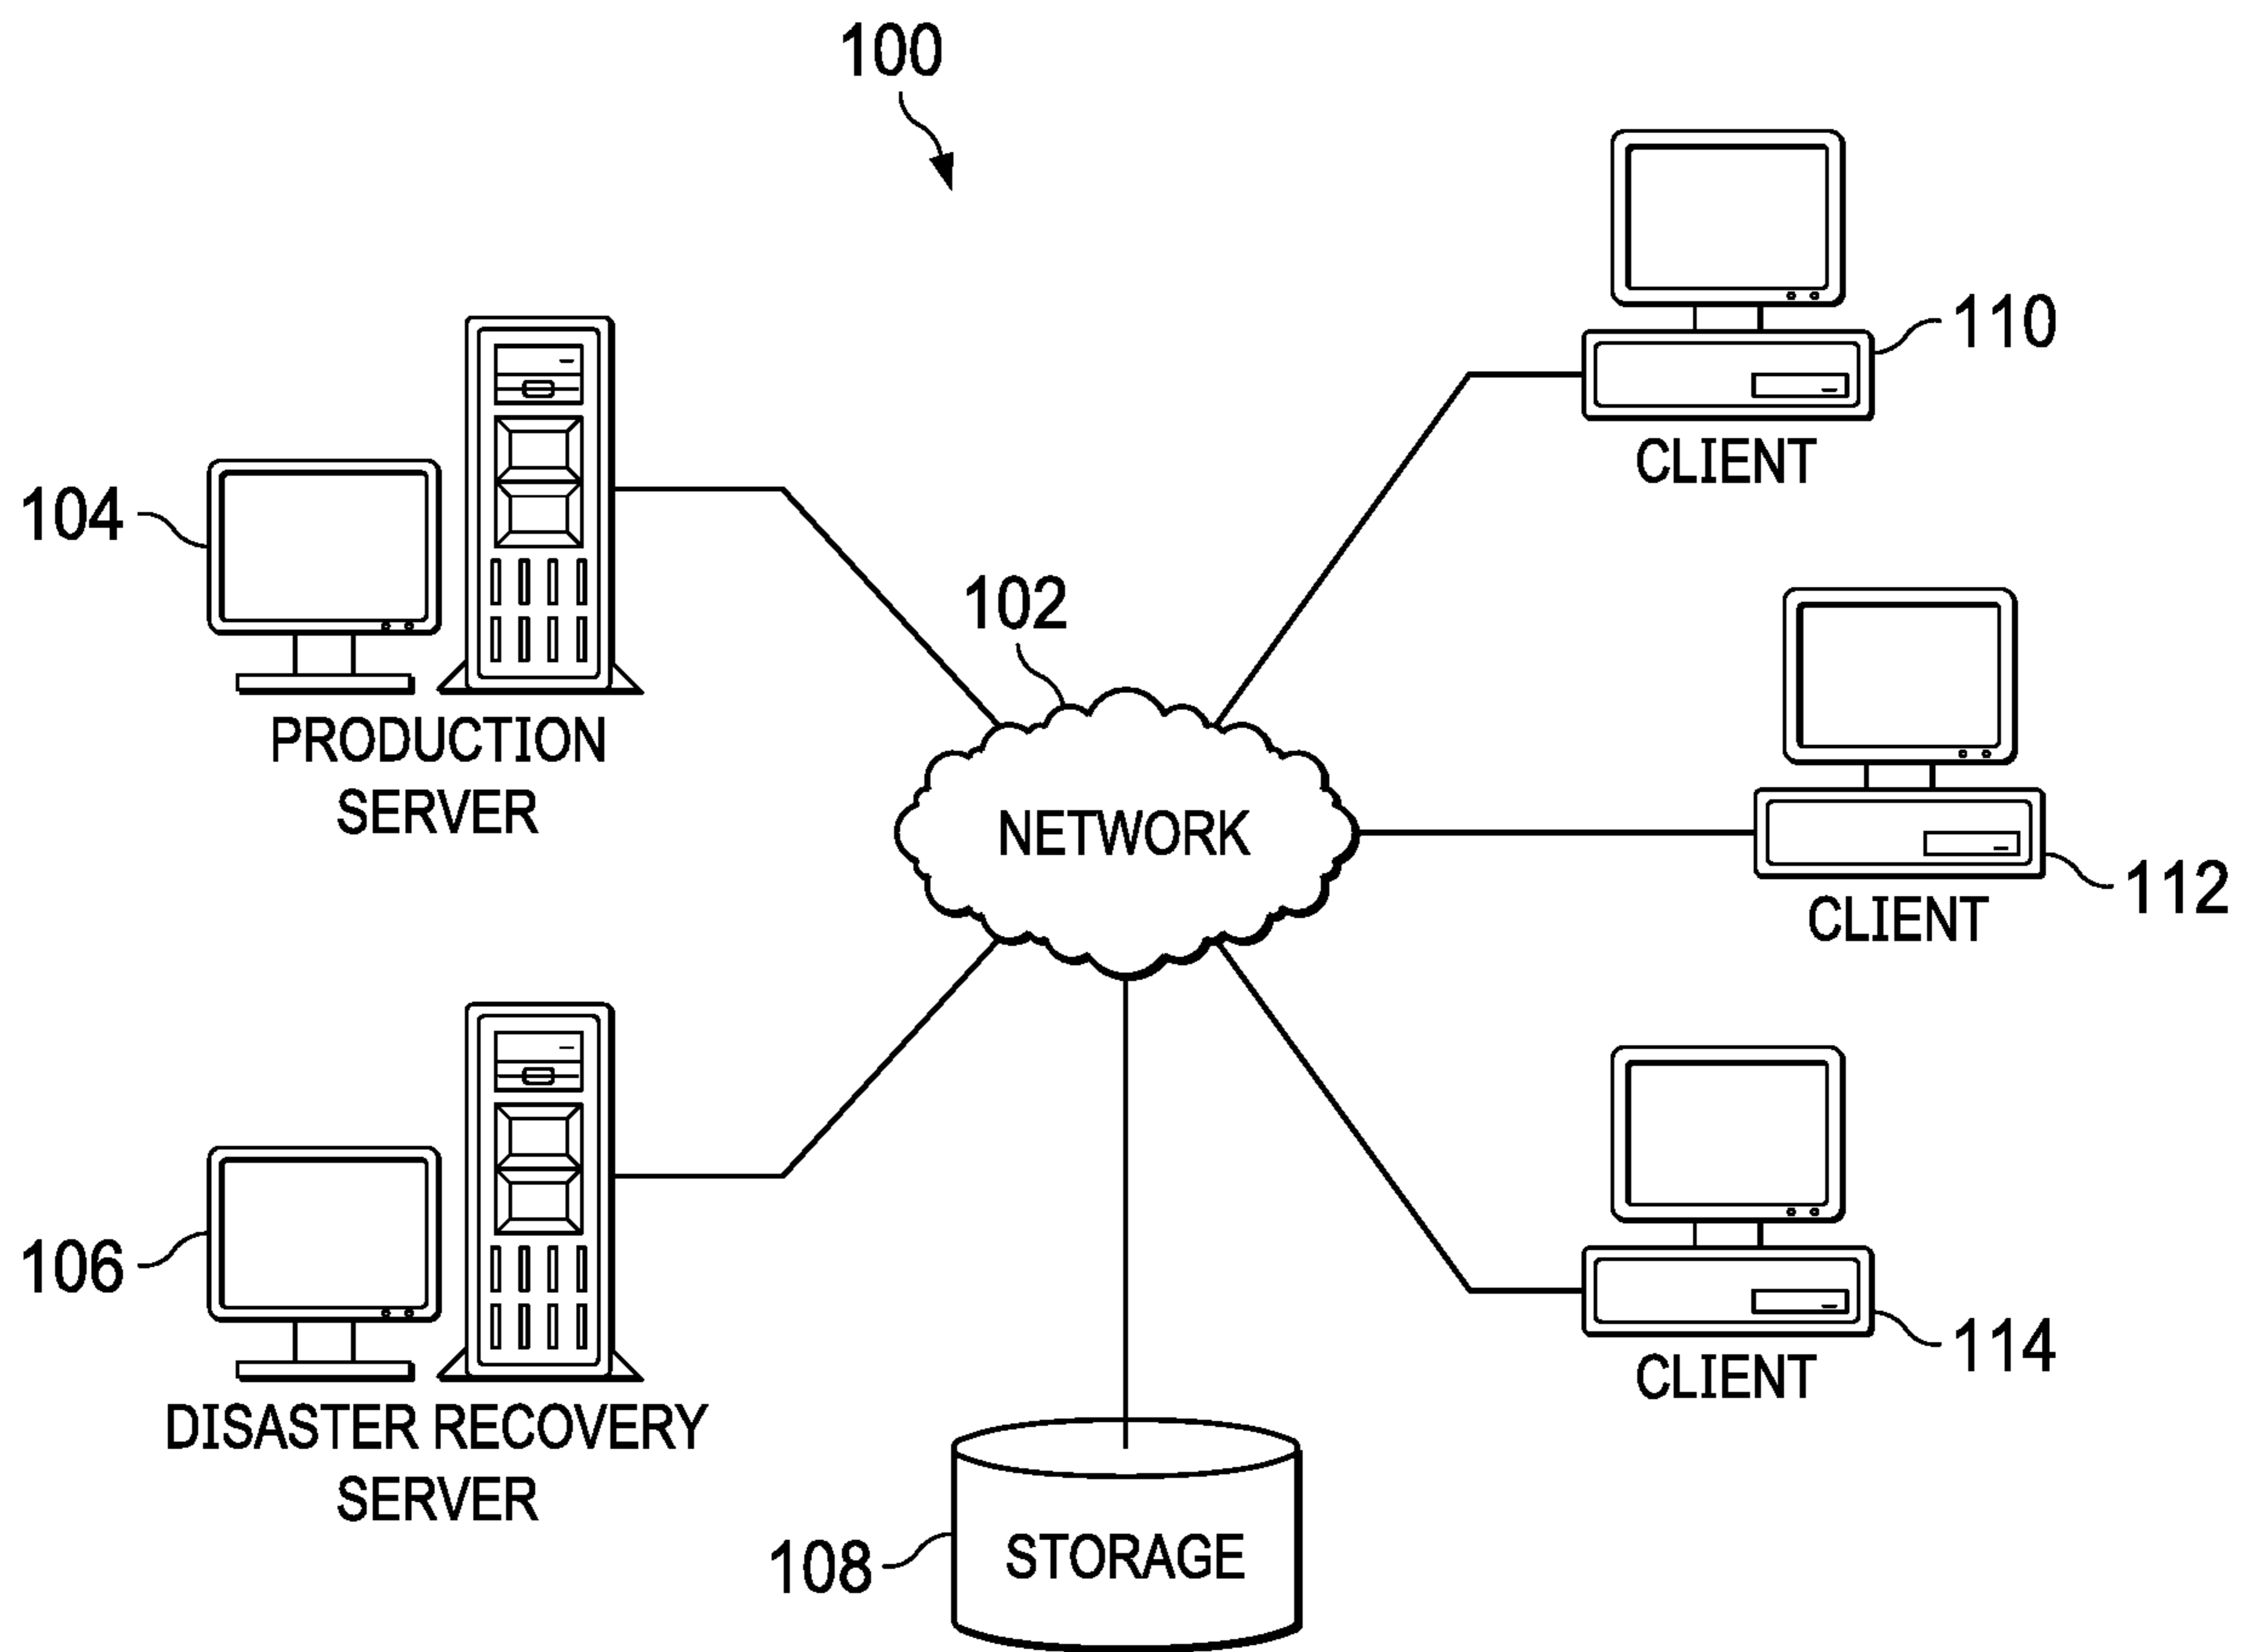 100
110
CLIENT
104
102
PRODUCTION
SERVER
NETWORK
112
CLIENT
106
114
CLIENT
DISASTER RECOVERY
SERVER
108
STORAGE